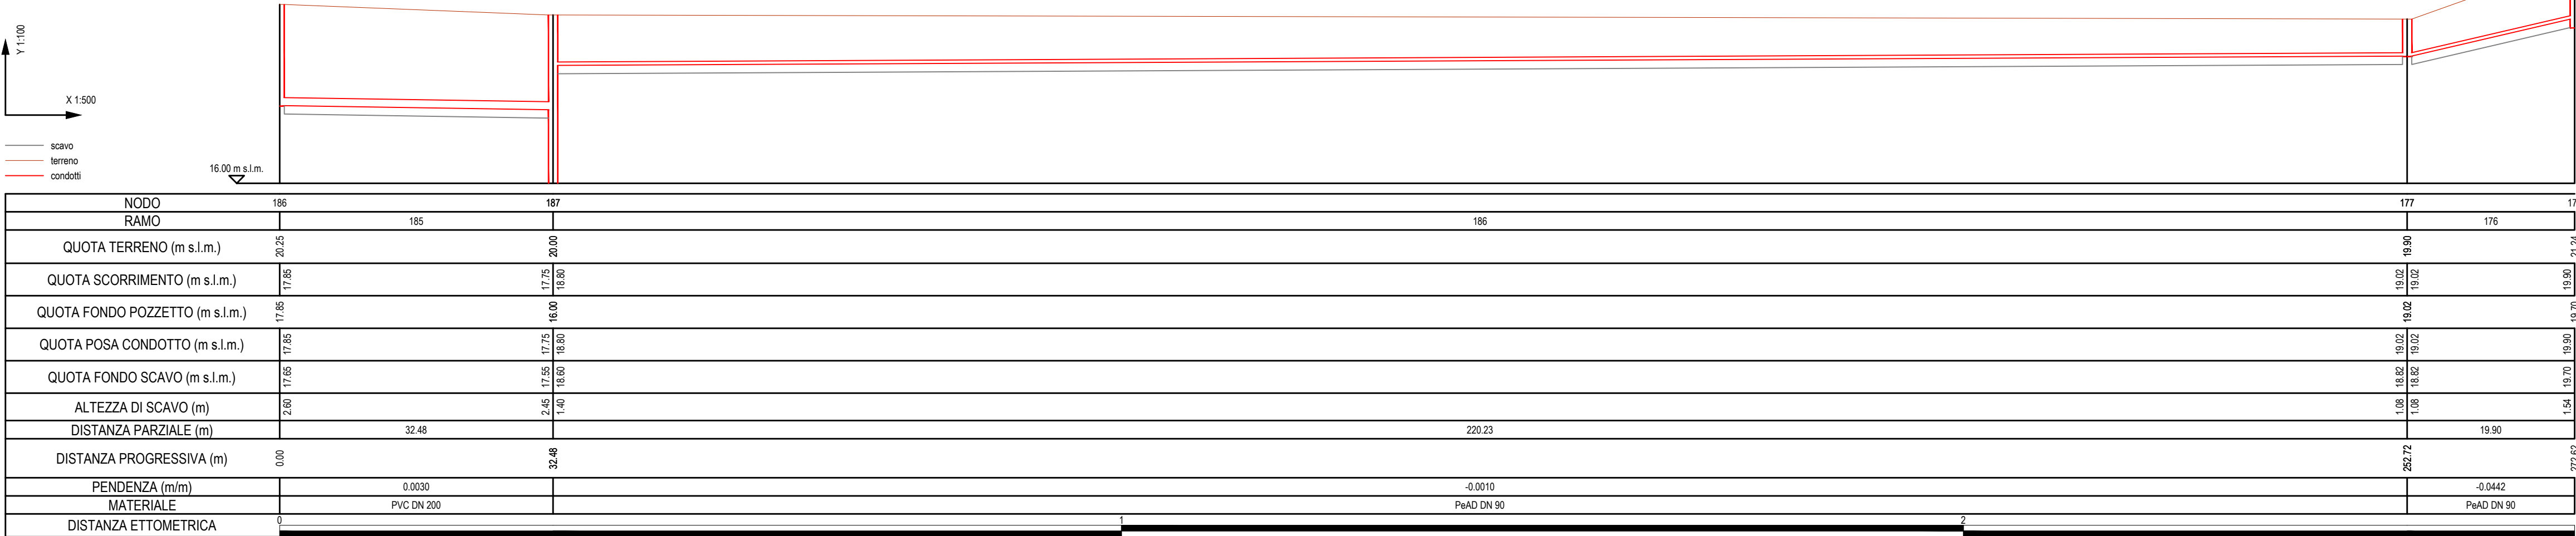 Y 1:100
X 1:500
scavo
terreno
condotti
16.00 m s.l.m.
NODO 186 187 177
RAMO 185 186 176
QUOTA TERRENO (m s.l.m.) 20.25 20.00 19.90 21.24
QUOTA SCORRIMENTO (m s.l.m.) 17.85 17.75 18.80 19.02 19.02 19.90
QUOTA FONDO POZZETTO (m s.l.m.) 17.85 16.00 19.02 19.70
QUOTA POSA CONDOTTO (m s.l.m.) 17.85 17.75 18.80 19.02 19.02 19.90
QUOTA FONDO SCAVO (m s.l.m.) 17.65 17.55 18.60 18.82 18.82 19.70
ALTEZZA DI SCAVO (m) 2.60 2.45 1.40 1.08 1.08 1.54
DISTANZA PARZIALE (m) 32.48 220.23 19.90
DISTANZA PROGRESSIVA (m) 0.00 32.48 252.72 272.62
PENDENZA (m/m) 0.0030 -0.0010 -0.0442
MATERIALE PVC DN 200 PeAD DN 90 PeAD DN 90
DISTANZA ETTOMETRICA 0 1 2